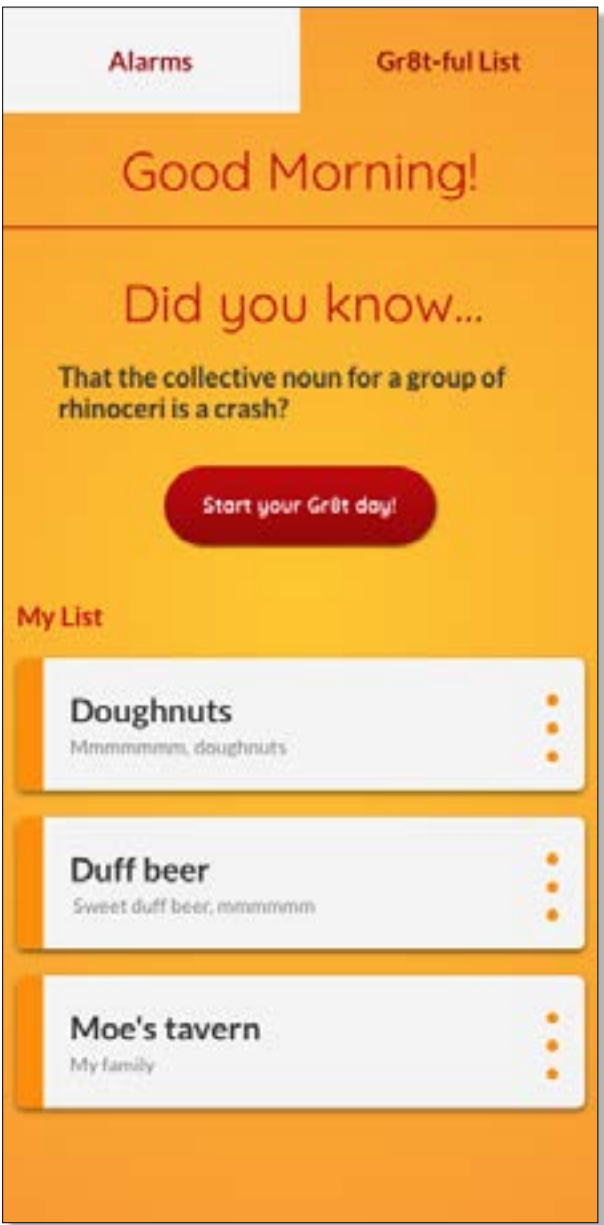 Alarms
Gr8t-ful List
Good Morning!
Did you know...
That the collective noun for a group of
rhinoceri is a crash?
Start your Gr8t day!
My List
Doughnuts
Mmmmmmm, doughnuts
Duff beer
Sweet duff beer, mmmmmm
Moe's tavern
My family